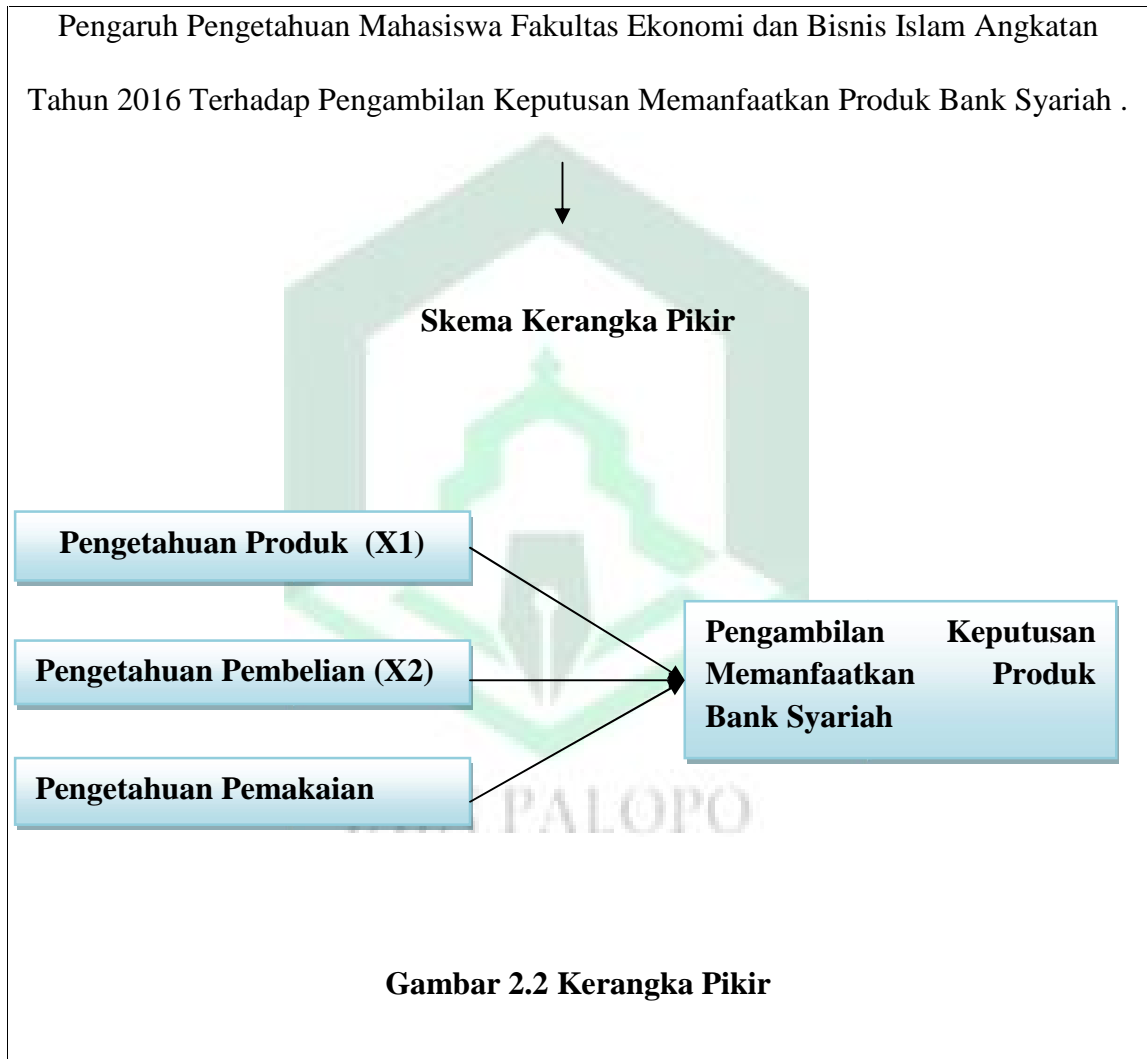 Pengaruh Pengetahuan Mahasiswa Fakultas Ekonomi dan Bisnis Islam Angkatan
Tahun 2016 Terhadap Pengambilan Keputusan Memanfaatkan Produk Bank Syariah .
Skema Kerangka Pikir
Pengetahuan Produk (X1)
Pengetahuan Pembelian (X2)
Pengetahuan Pemakaian
Pengambilan Keputusan
Memanfaatkan Produk
Bank Syariah
PALOPO
Gambar 2.2 Kerangka Pikir